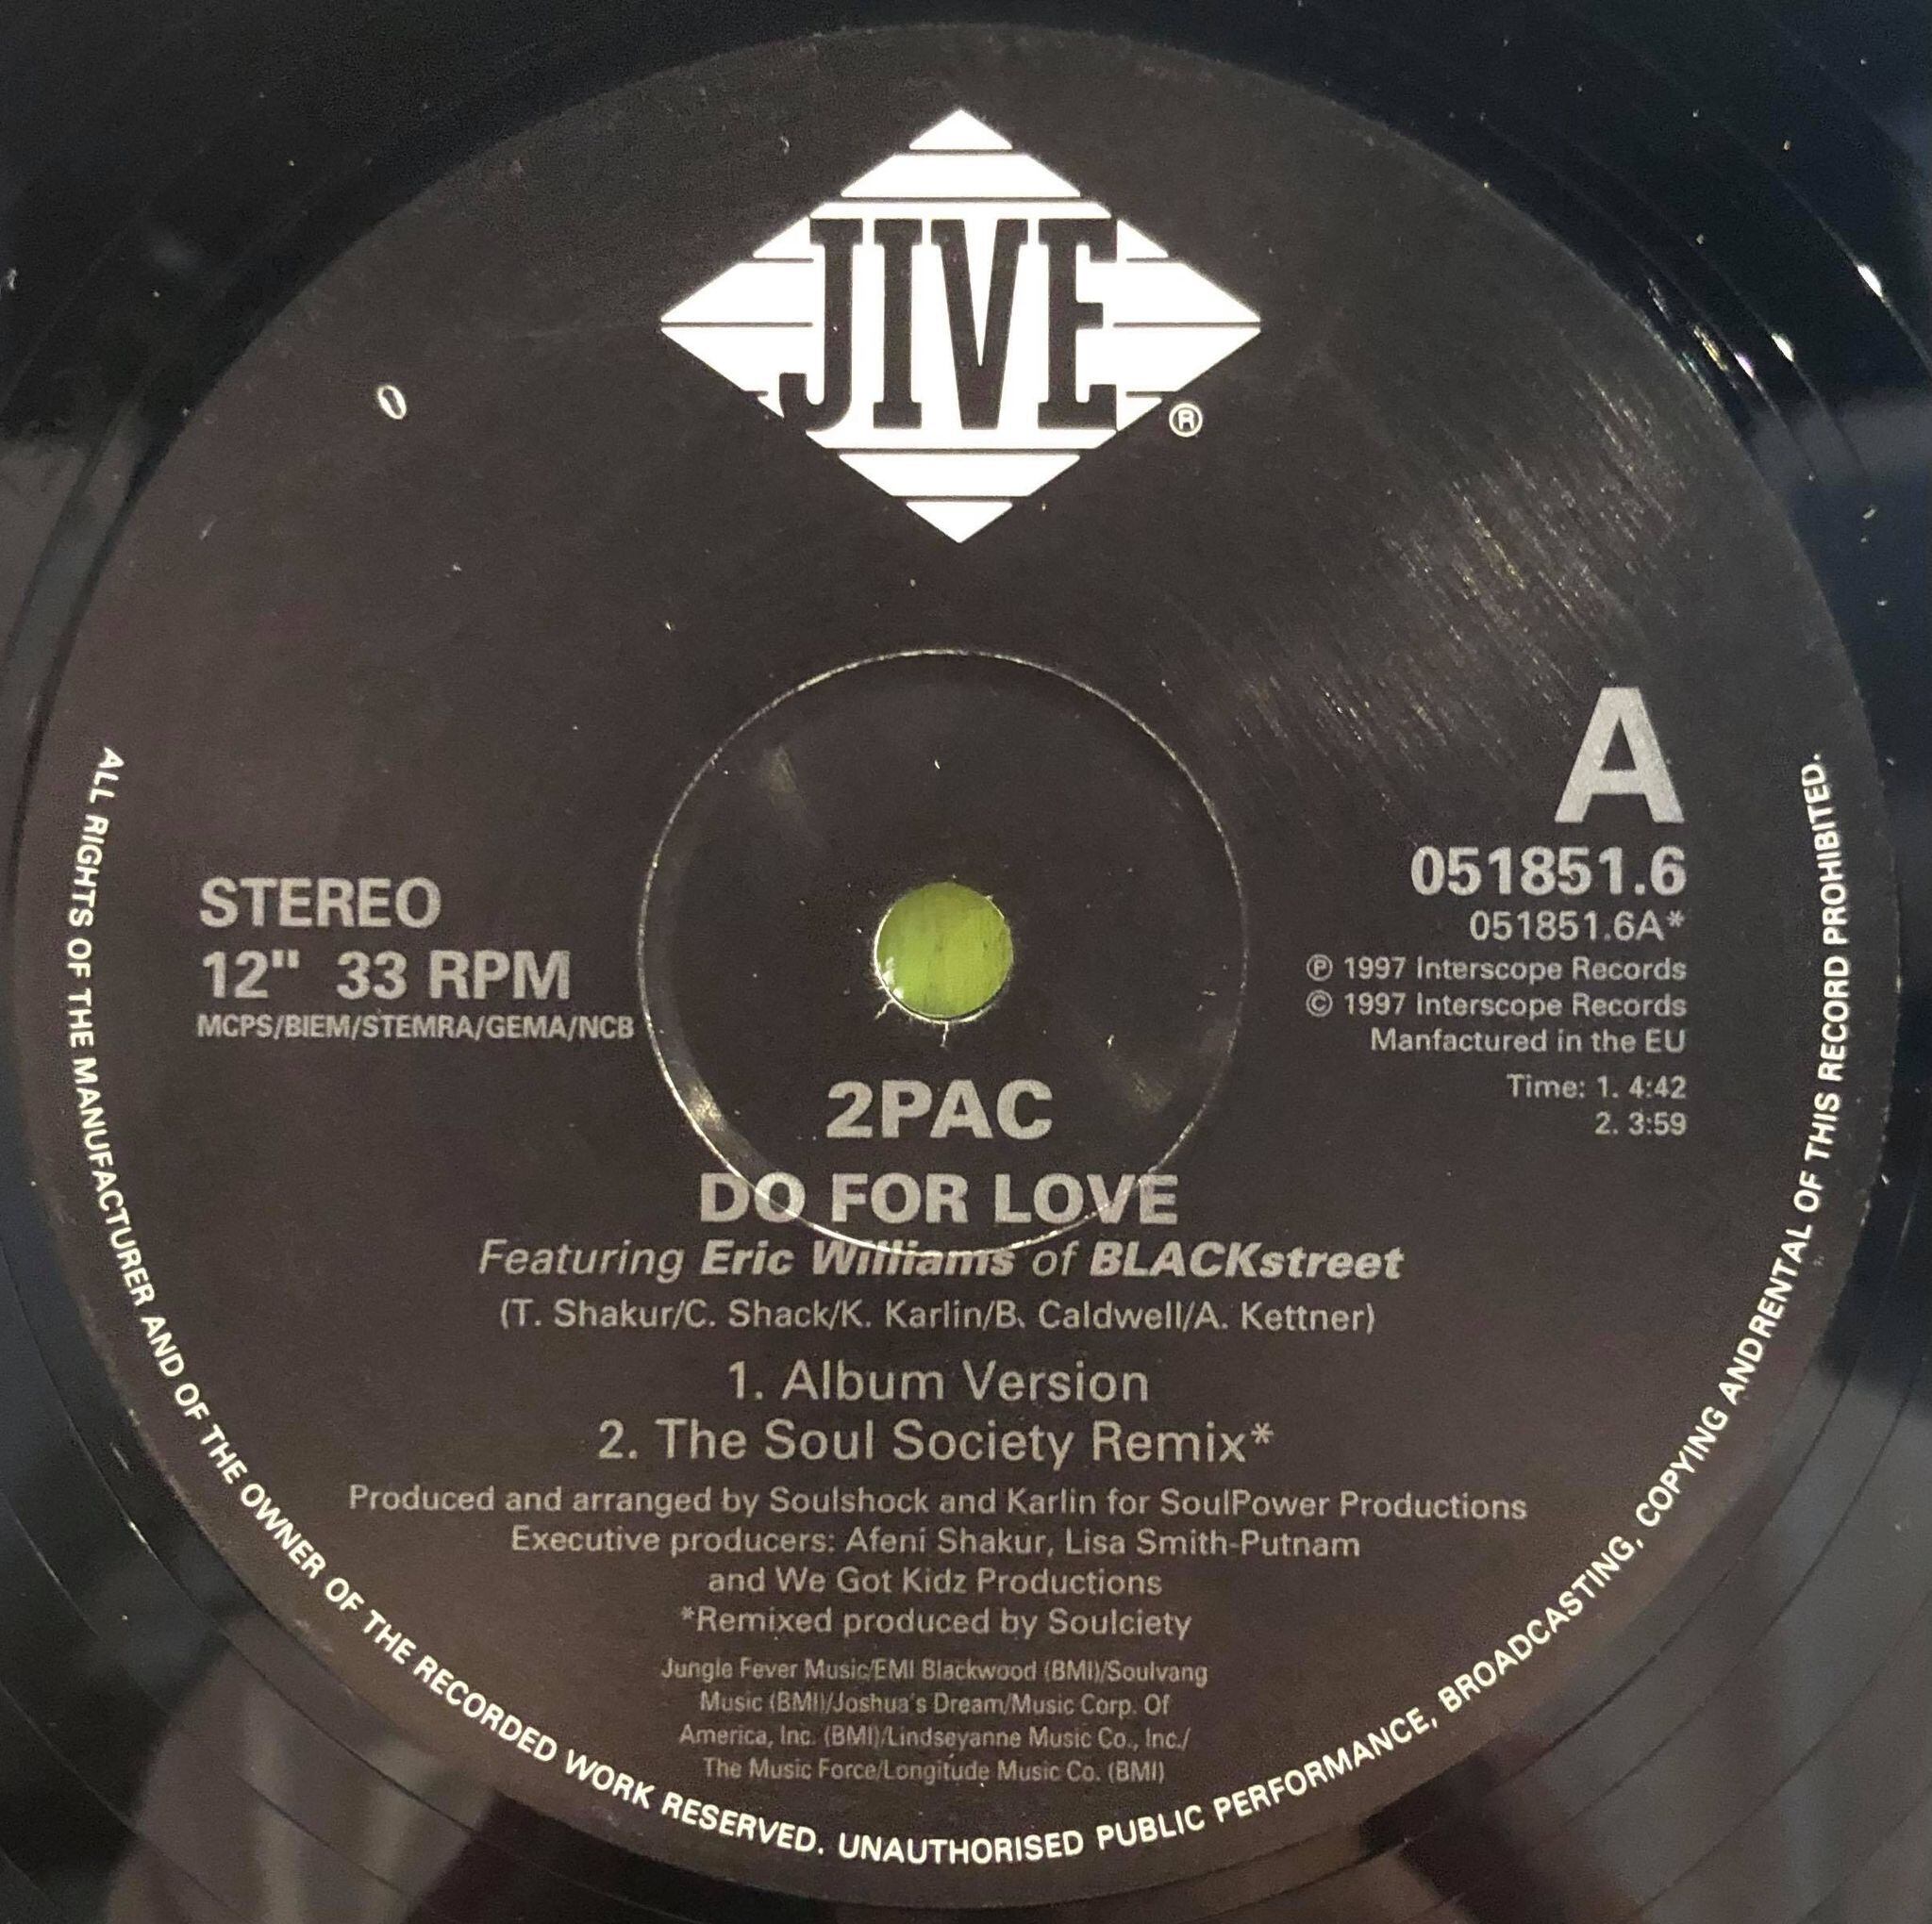 JIVE
®
A
051851.6
051851.6A*
℗ 1997 Interscope Records
© 1997 Interscope Records
Manfactured in the EU
Time: 1. 4:42
2. 3:59
STEREO
12" 33 RPM
MCPS/BIEM/STEMRA/GEMA/NCB
2PAC
DO FOR LOVE
Featuring Eric Williams of BLACKstreet
(T. Shakur/C. Shack/K. Karlin/B. Caldwell/A. Kettner)
1. Album Version
2. The Soul Society Remix*
Produced and arranged by Soulshock and Karlin for SoulPower Productions
Executive producers: Afeni Shakur, Lisa Smith-Putnam
and We Got Kidz Productions
*Remixed produced by Soulciety
Jungle Fever Music/EMI Blackwood (BMI)/Soulvang
Music (BMI)/Joshua's Dream/Music Corp. Of
America, Inc. (BMI)/Lindseyanne Music Co., Inc./
The Music Force/Longitude Music Co. (BMI)
ALL RIGHTS OF THE MANUFACTURER AND OF THE OWNER OF THE RECORDED WORK RESERVED. UNAUTHORISED PUBLIC PERFORMANCE, BROADCASTING, COPYING ANDRENTAL OF THIS RECORD PROHIBITED.